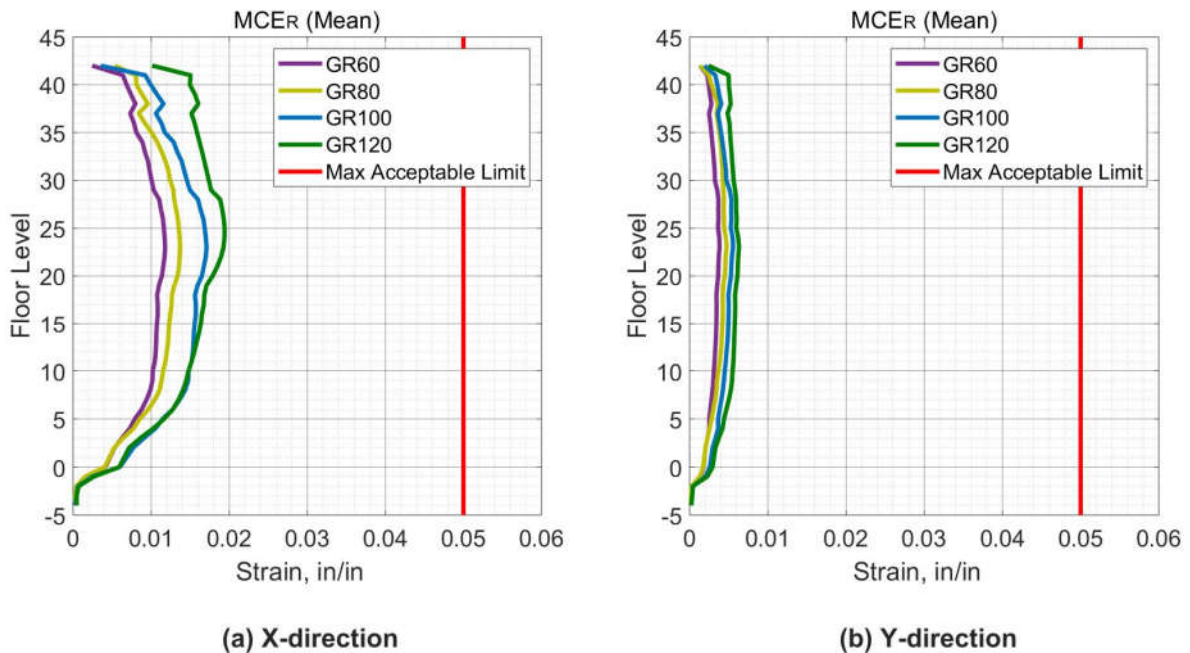 MCER (Mean)
45
40
35
30
25
20
15
10
5
0
-5
Floor Level
GR60
GR80
GR100
GR120
Max Acceptable Limit
0 0.01 0.02 0.03 0.04 0.05 0.06
Strain, in/in
(a) X-direction
MCER (Mean)
45
40
35
30
25
20
15
10
5
0
-5
Floor Level
GR60
GR80
GR100
GR120
Max Acceptable Limit
0 0.01 0.02 0.03 0.04 0.05 0.06
Strain, in/in
(b) Y-direction